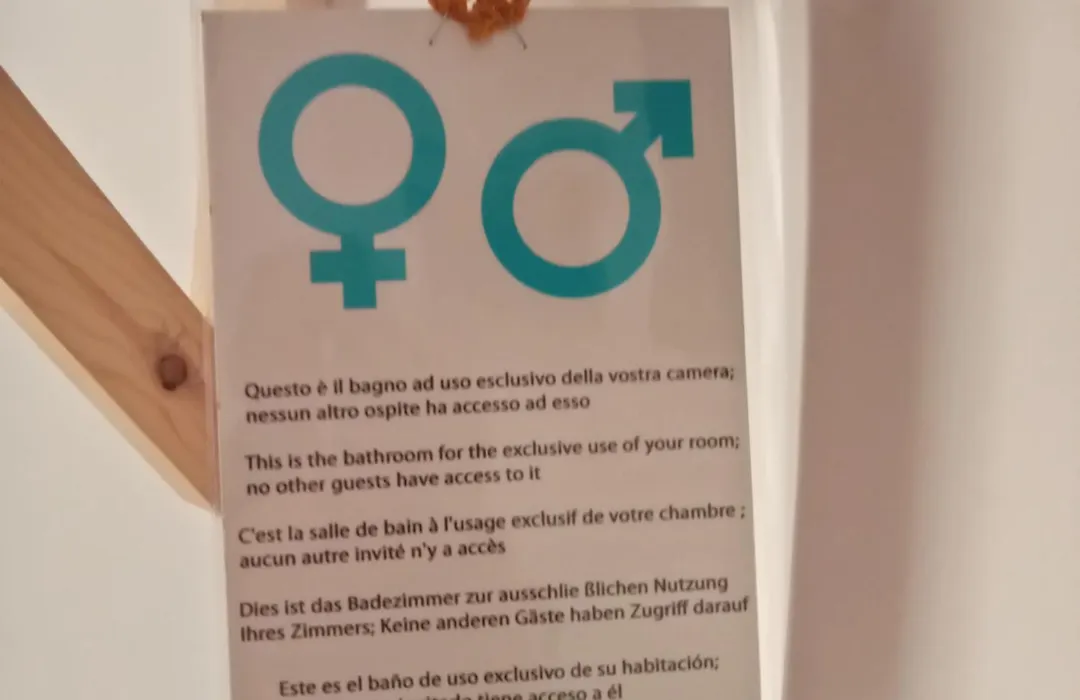 Questo è il bagno ad uso esclusivo della vostra camera;
nessun altro ospite ha accesso ad esso
This is the bathroom for the exclusive use of your room;
no other guests have access to it
C'est la salle de bain à l'usage exclusif de votre chambre ;
aucun autre invité n'y a accès
Dies ist das Badezimmer zur ausschlie ßlichen Nutzung
Ihres Zimmers; Keine anderen Gäste haben Zugriff darauf
Este es el baño de uso exclusivo de su habitación;
tiene acceso a él